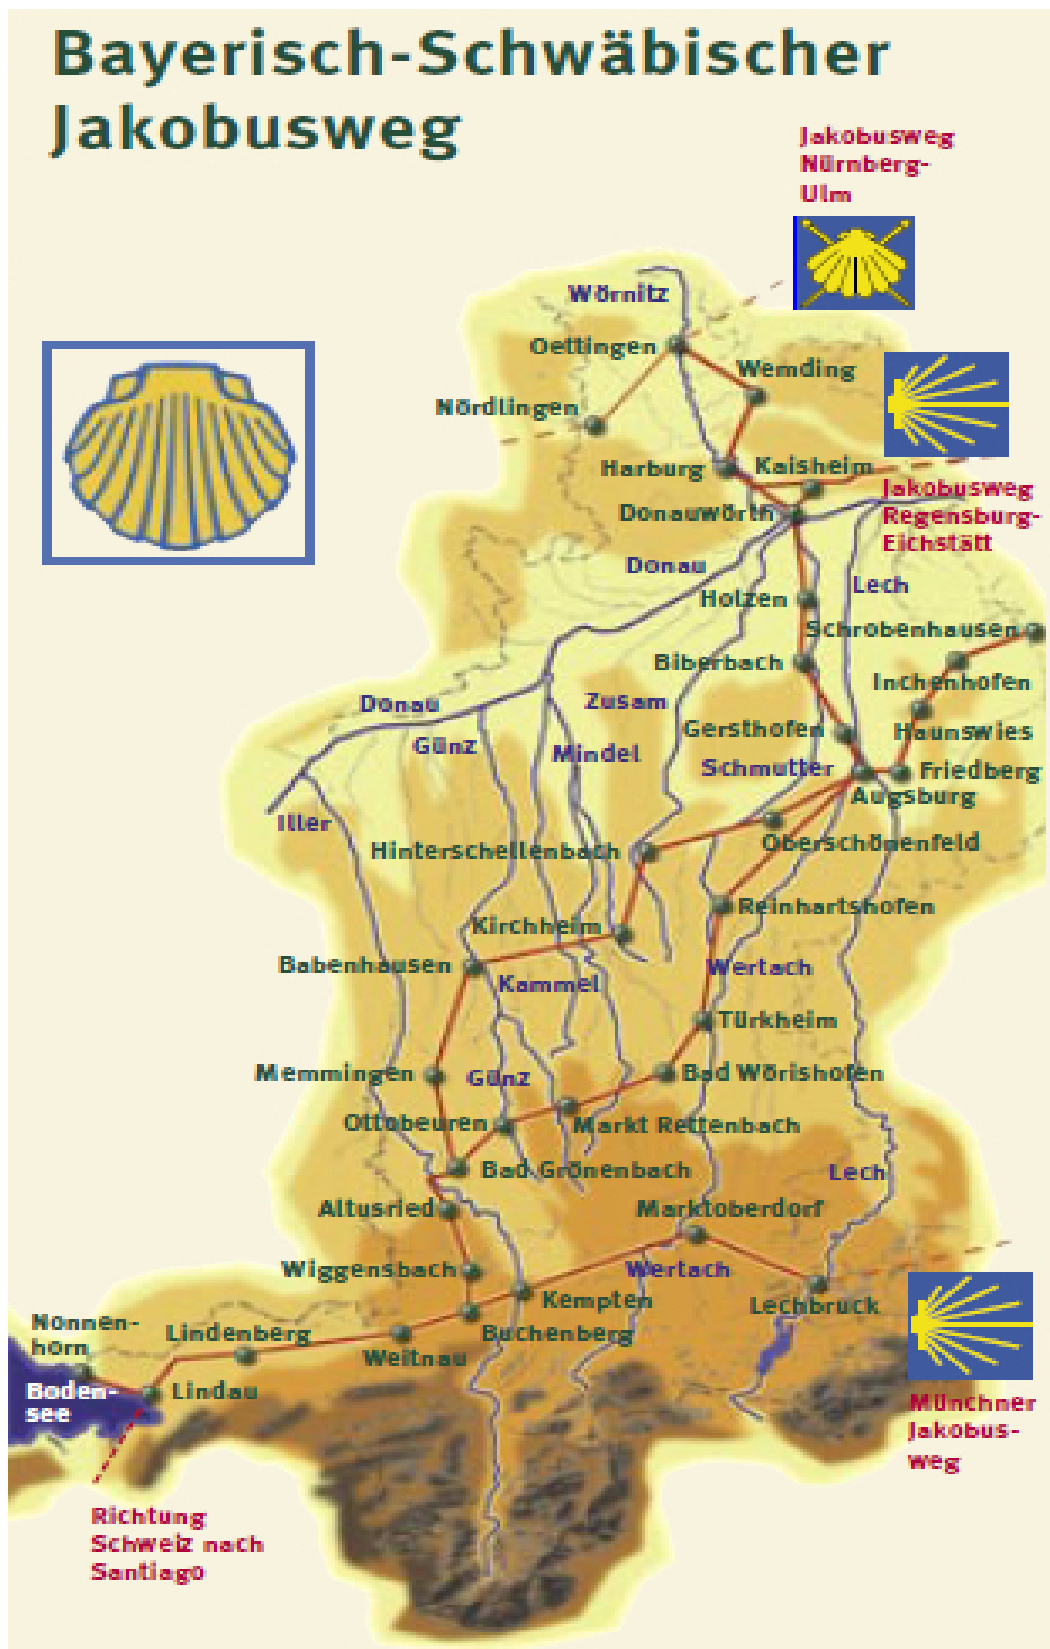 Bayerisch-Schwäbischer
Jakobusweg
Jakobusweg
Nürnberg-
Ulm
Wörnitz
Oettingen
Wemding
Nördlingen
Harburg
Kaisheim
Jakobusweg
Regensburg-
Eichstätt
Donauwörth
Donau
Lech
Holzen
Schrobenhausen
Biberbach
Inchenhofen
Donau
Zusam
Gersthofen
Haunswies
Günz
Mindel
Schmutter
Friedberg
Augsburg
Iller
Hinterschellenbach
Oberschönenfeld
Reinhartshofen
Kirchheim
Babenhausen
Wertach
Kammel
Türkheim
Memmingen
Günz
Bad Wörishofen
Ottobeuren
Markt Rettenbach
Bad Grönenbach
Lech
Altusried
Marktoberdorf
Wiggensbach
Wertach
Kempten
Lechbruck
Nonnen-
horn
Lindenberg
Buchenberg
Weitnau
Boden-
see
Lindau
Münchner
Jakobus-
weg
Richtung
Schweiz nach
Santiago